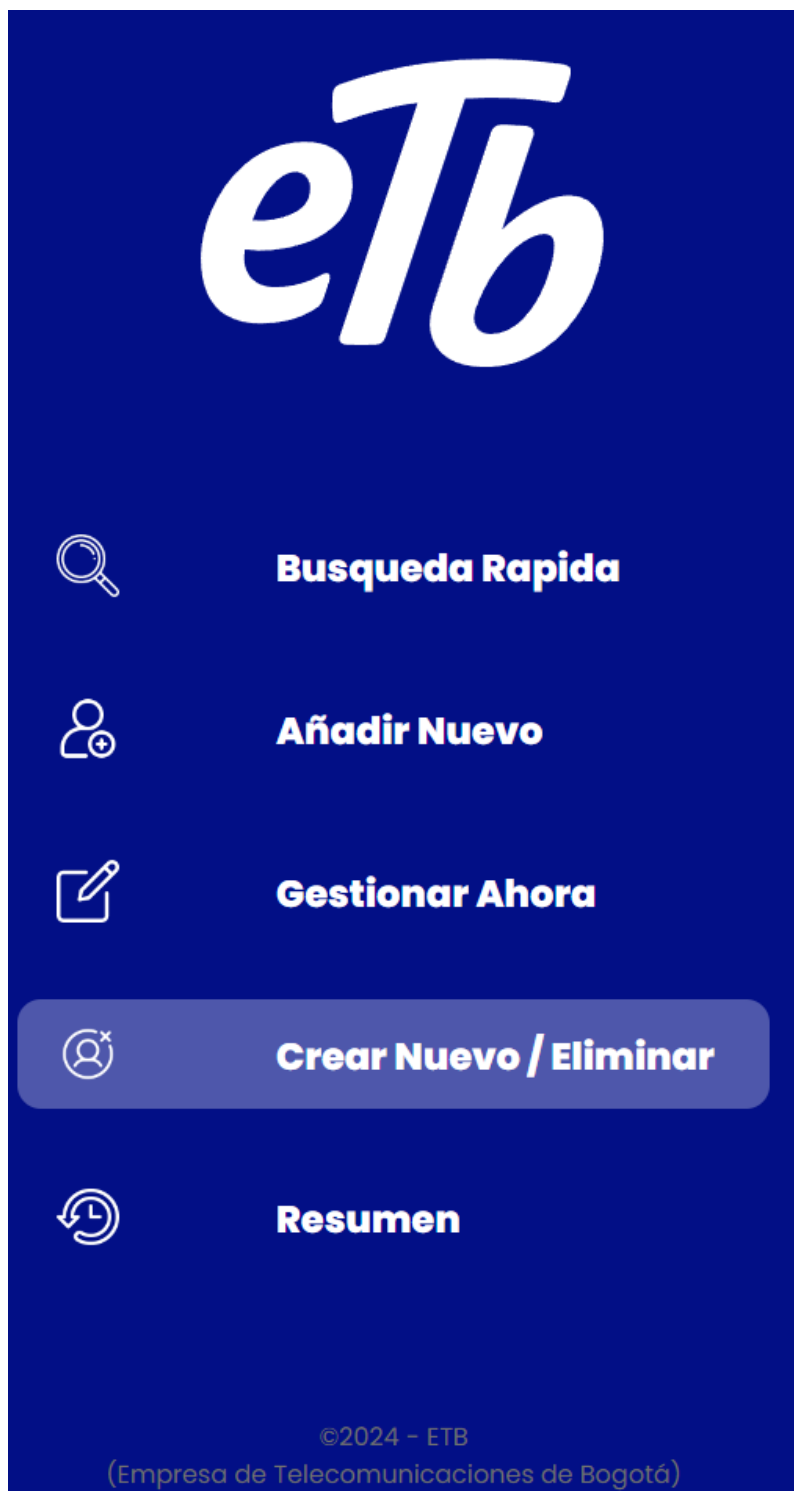 eTb
Busqueda Rapida
Añadir Nuevo
Gestionar Ahora
Crear Nuevo / Eliminar
Resumen
©2024 - ETB
(Empresa de Telecomunicaciones de Bogotá)